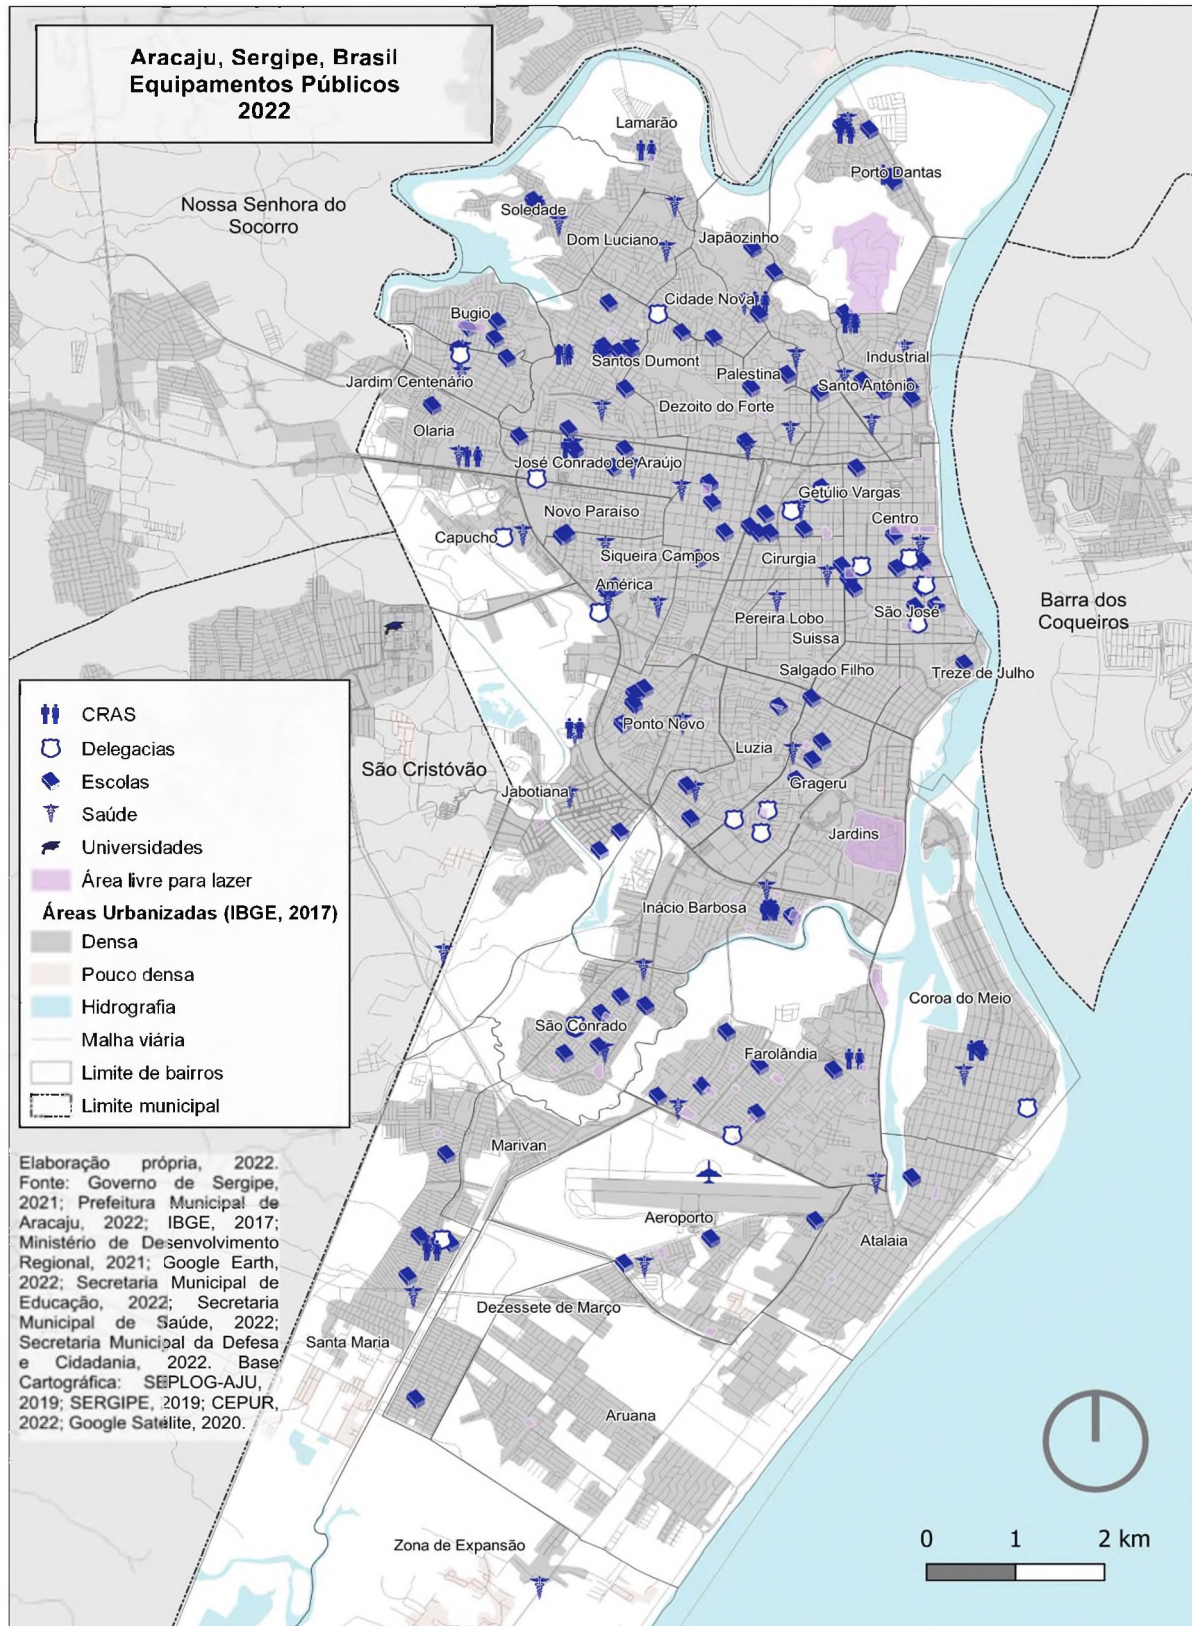 Aracaju, Sergipe, Brasil
Equipamentos Públicos
2022
Lamarão
Porto Dantas
Nossa Senhora do
Socorro
Soledade
Dom Luciano
Japãozinho
Cidade Nova
Bugio
Industrial
Santos Dumont
Palestina
Santo Antônio
Jardim Centenário
Dezoito do Forte
Olaria
José Conrado de Araújo
Getúlio Vargas
Novo Paraíso
Centro
Capucho
Siqueira Campos
Cirurgia
América
Barra dos
Coqueiros
Pereira Lobo
São José
Suissa
Salgado Filho
Treze de Julho
Ponto Novo
Luzia
São Cristóvão
Jabotiana
Grageru
Jardins
Inácio Barbosa
Coroa do Meio
São Conrado
Farolândia
Marivan
Aeroporto
Atalaia
Dezessete de Março
Santa Maria
Aruana
Zona de Expansão
CRAS
Delegacias
Escolas
Saúde
Universidades
Área livre para lazer
Áreas Urbanizadas (IBGE, 2017)
Densa
Pouco densa
Hidrografia
Malha viária
Limite de bairros
Limite municipal
Elaboração própria, 2022.
Fonte: Governo de Sergipe,
2021; Prefeitura Municipal de
Aracaju, 2022; IBGE, 2017;
Ministério de Desenvolvimento
Regional, 2021; Google Earth,
2022; Secretaria Municipal de
Educação, 2022; Secretaria
Municipal de Saúde, 2022;
Secretaria Municipal da Defesa
e Cidadania, 2022. Base
Cartográfica: SEPLOG-AJU,
2019; SERGIPE, 2019; CEPUR,
2022; Google Satélite, 2020.
0 1 2 km